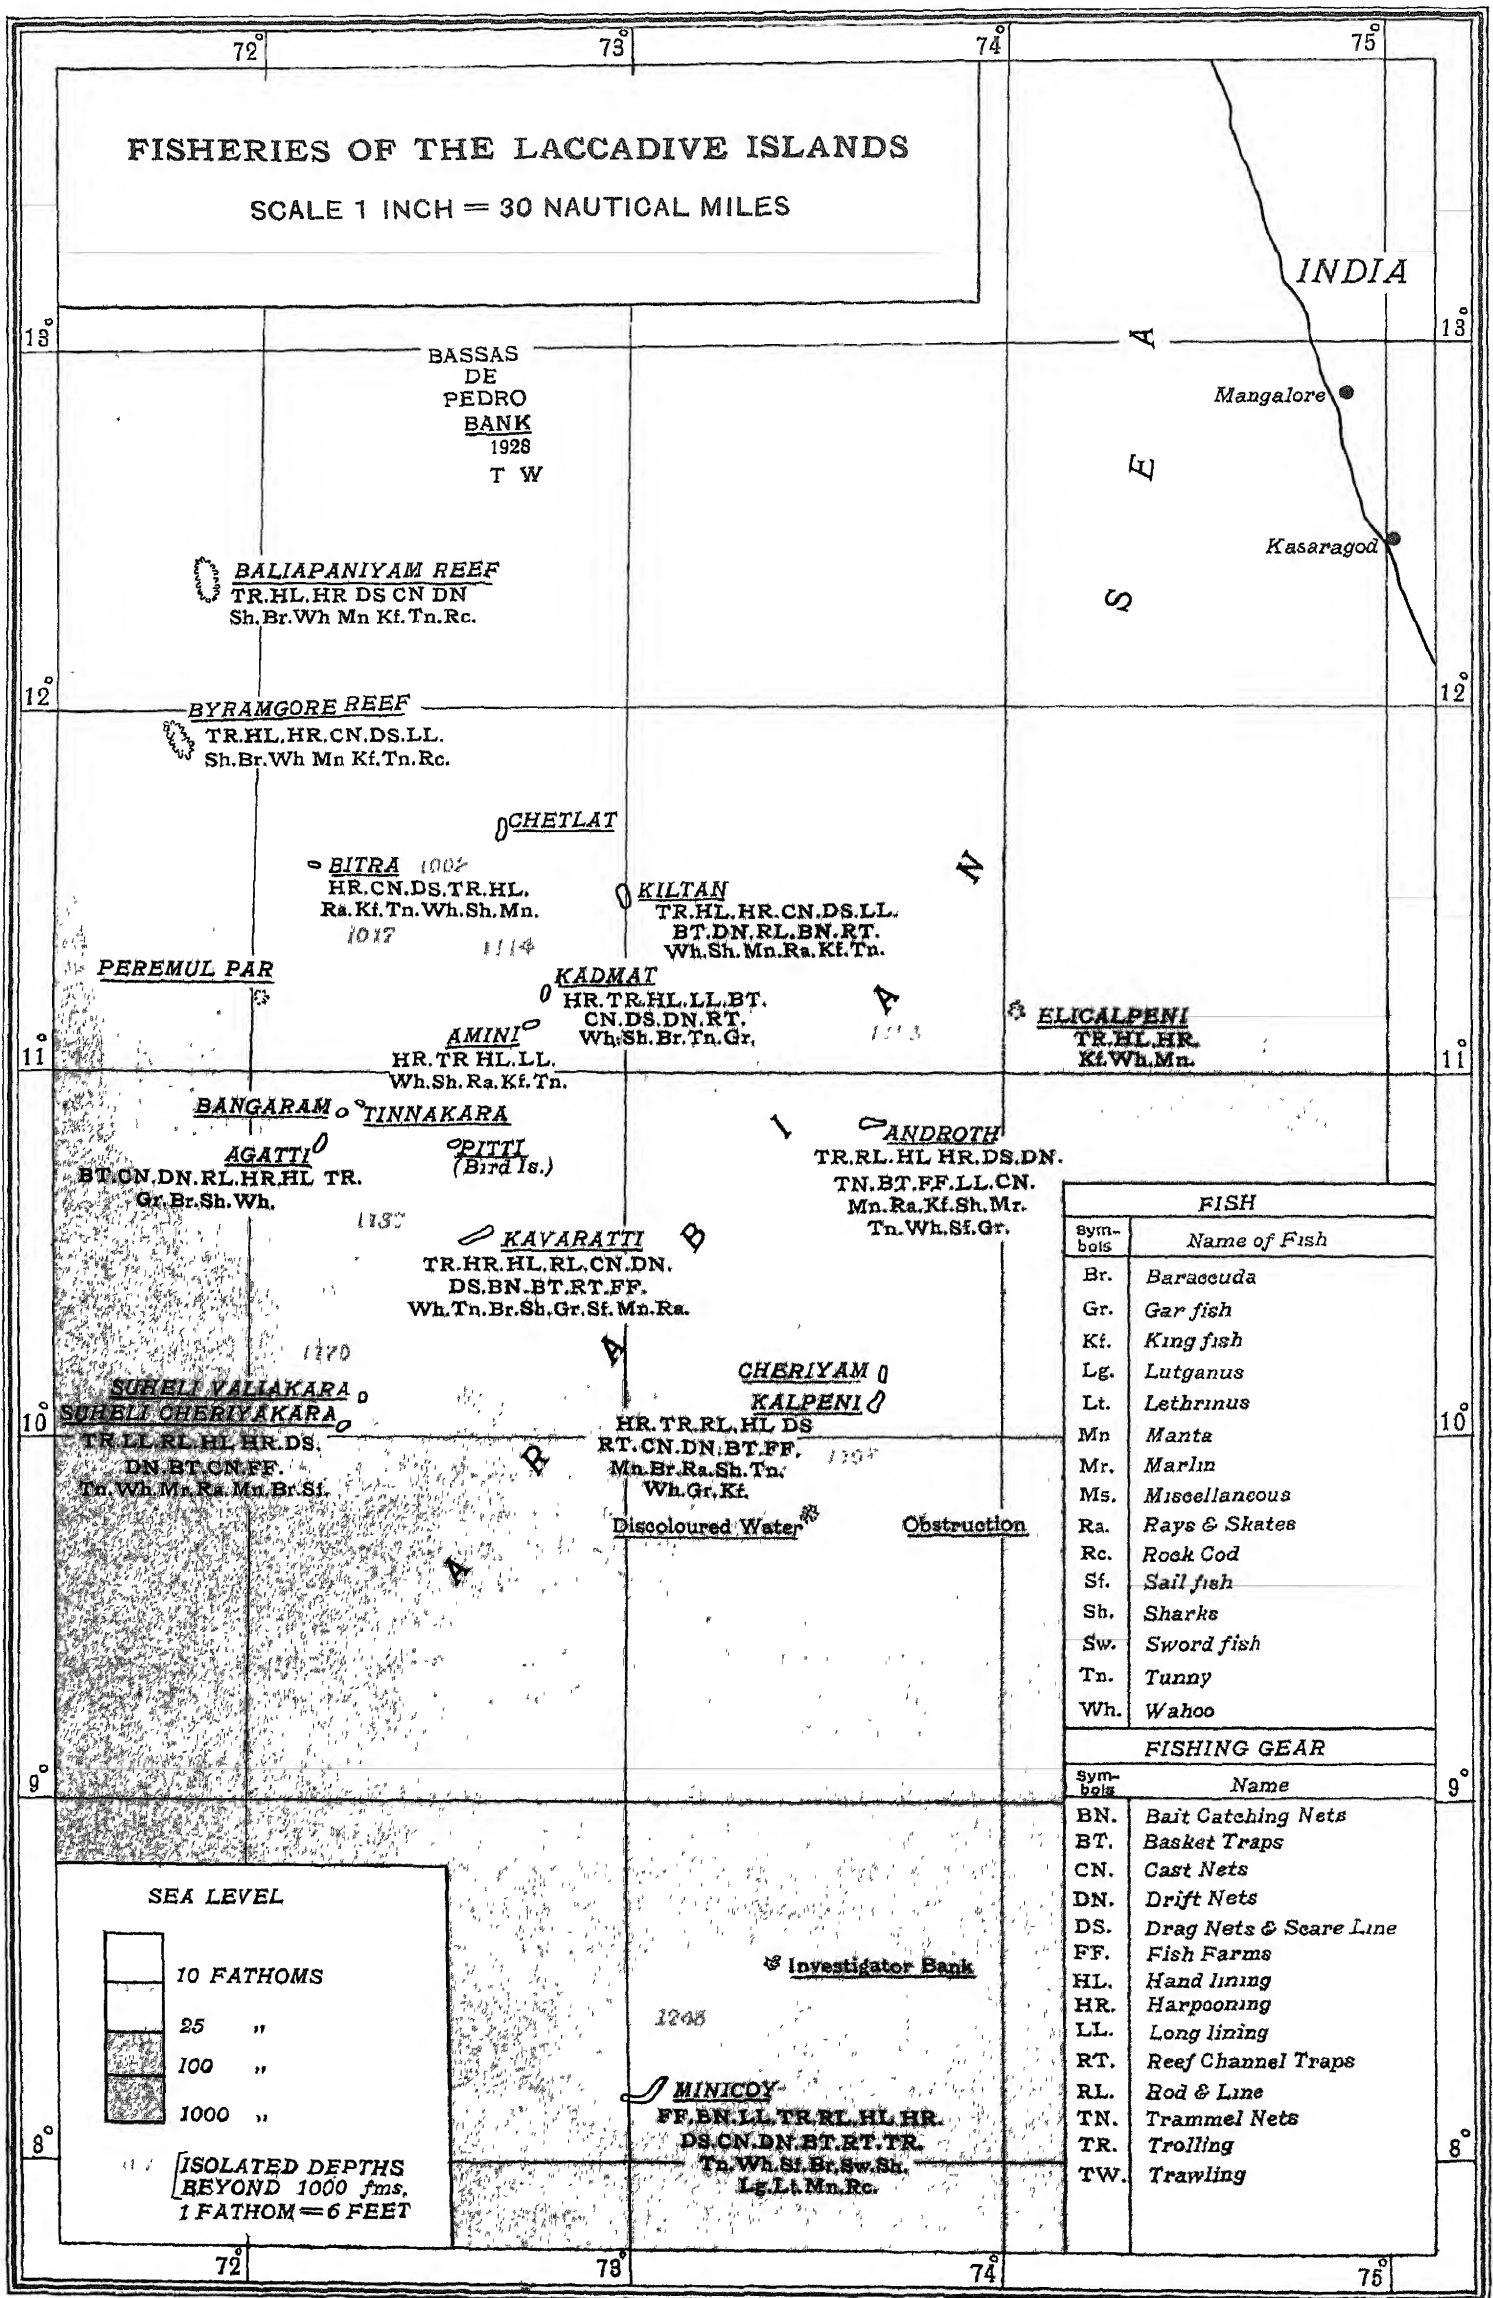 72° 73° 74° 75°
FISHERIES OF THE LACCADIVE ISLANDS
SCALE 1 INCH = 30 NAUTICAL MILES
INDIA
13° 13°
BASSAS
DE
PEDRO
BANK
1928
T W
Mangalore
Kasaragod
ARABIAN SEA
BALIAPANIYAM REEF
TR.HL.HR DS CN DN
Sh.Br.Wh Mn Kf.Tn.Rc.
12° 12°
BYRAMGORE REEF
TR.HL.HR.CN.DS.LL.
Sh.Br.Wh Mn Kf.Tn.Rc.
CHETLAT
BITRA
HR.CN.DS.TR.HL.
Ra.Kf.Tn.Wh.Sh.Mn.
1017
1114
KILTAN
TR.HL.HR.CN.DS.LL.
BT.DN.RL.BN.RT.
Wh.Sh.Mn.Ra.Kf.Tn.
PEREMUL PAR
KADMAT
HR.TR.HL.LL.BT.
CN.DS.DN.RT.
Wh.Sh.Br.Tn.Gr.
AMINI
HR.TR HL.LL.
Wh.Sh.Ra.Kf.Tn.
ELICALPENI
TR.HL.HR.
Kf.Wh.Mn.
11° 11°
BANGARAM
TINNAKARA
AGATTI
BT.CN.DN.RL.HR.HL TR.
Gr.Br.Sh.Wh.
PITTI
(Bird Is.)
ANDROTH
TR.RL.HL HR.DS.DN.
TN.BT.FF.LL.CN.
Mn.Ra.Kf.Sh.Mr.
Tn.Wh.Sf.Gr.
KAVARATTI
TR.HR.HL.RL.CN.DN.
DS.BN.BT.RT.FF.
Wh.Tn.Br.Sh.Gr.Sf.Mn.Ra.
1170
SUHELI VALIAKARA
SUHELI CHERIYAKARA
TR.LL.RL.HL HR.DS.
DN.BT.CN.FF.
Tn.Wh.Mr.Ra.Mn.Br.Sf.
10° 10°
CHERIYAM
KALPENI
HR.TR.RL.HL DS
RT.CN.DN.BT.FF.
Mn.Br.Ra.Sh.Tn.
Wh.Gr.Kf.
Discoloured Water
Obstruction
FISH
Sym-
bols Name of Fish
Br. Baraccuda
Gr. Gar fish
Kf. King fish
Lg. Lutganus
Lt. Lethrinus
Mn Manta
Mr. Marlin
Ms. Miscellaneous
Ra. Rays & Skates
Rc. Rock Cod
Sf. Sail fish
Sh. Sharks
Sw. Sword fish
Tn. Tunny
Wh. Wahoo
FISHING GEAR
Sym-
bols Name
BN. Bait Catching Nets
BT. Basket Traps
CN. Cast Nets
DN. Drift Nets
DS. Drag Nets & Scare Line
FF. Fish Farms
HL. Hand lining
HR. Harpooning
LL. Long lining
RT. Reef Channel Traps
RL. Rod & Line
TN. Trammel Nets
TR. Trolling
TW. Trawling
9° 9°
SEA LEVEL
10 FATHOMS
25 "
100 "
1000 "
[ISOLATED DEPTHS
BEYOND 1000 fms.
1 FATHOM = 6 FEET
Investigator Bank
MINICOY
FF.BN.LL.TR.RL.HL HR.
DS.CN.DN.BT.RT.TR.
Tn.Wh.Sf.Br.Sw.Sh.
Lg.Lt.Mn.Rc.
8° 8°
72° 73° 74° 75°